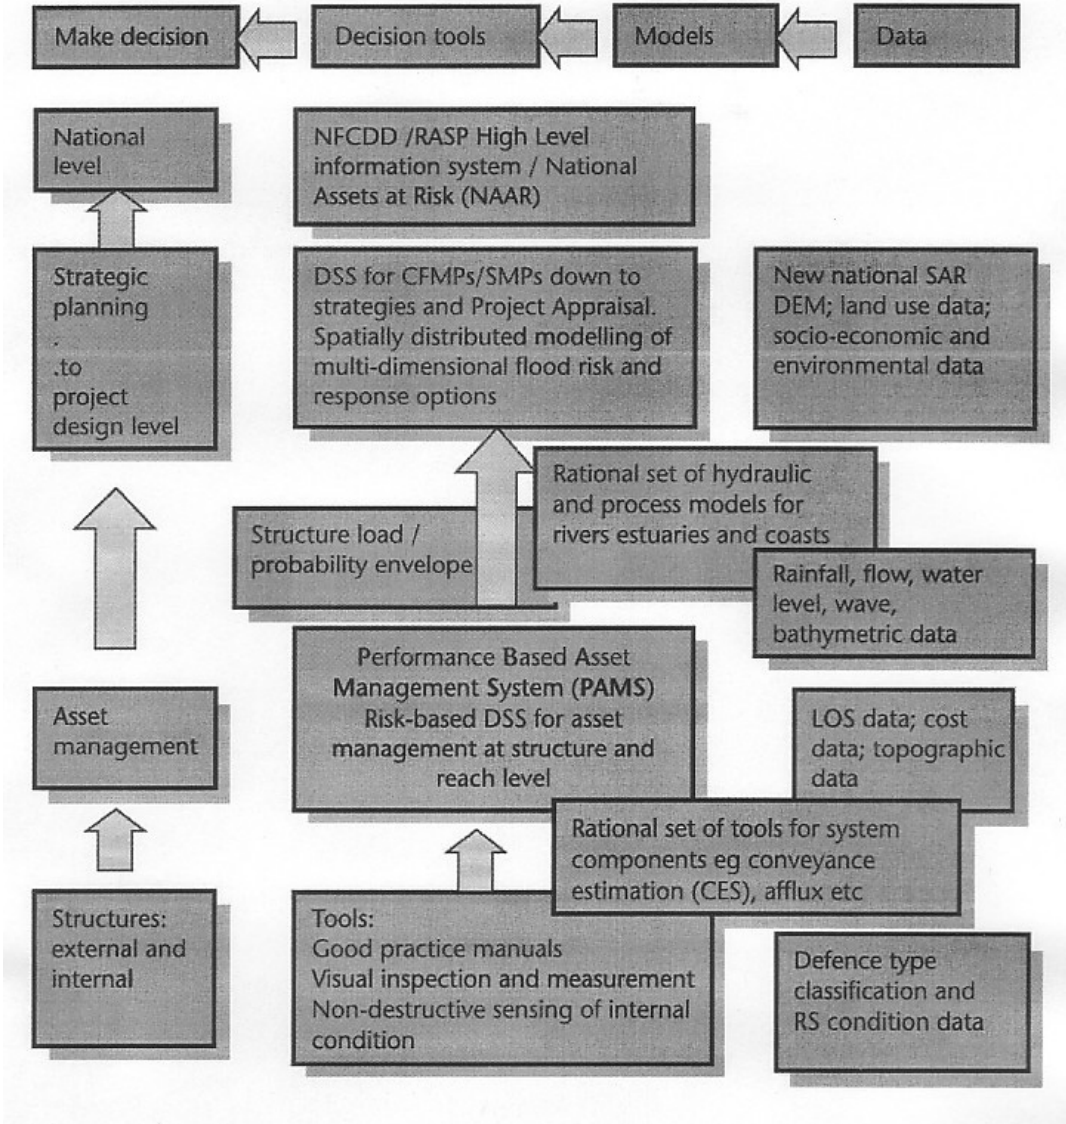 Make decision
Decision tools
Models
Data
National
level
NFCDD /RASP High Level
information system / National
Assets at Risk (NAAR)
Strategic
planning
.
.to
project
design level
DSS for CFMPs/SMPs down to
strategies and Project Appraisal.
Spatially distributed modelling of
multi-dimensional flood risk and
response options
New national SAR
DEM; land use data;
socio-economic and
environmental data
Structure load /
probability envelope
Rational set of hydraulic
and process models for
rivers estuaries and coasts
Rainfall, flow, water
level, wave,
bathymetric data
Asset
management
Performance Based Asset
Management System (PAMS)
Risk-based DSS for asset
management at structure and
reach level
LOS data; cost
data; topographic
data
Rational set of tools for system
components eg conveyance
estimation (CES), afflux etc
Structures:
external and
internal
Tools:
Good practice manuals
Visual inspection and measurement
Non-destructive sensing of internal
condition
Defence type
classification and
RS condition data